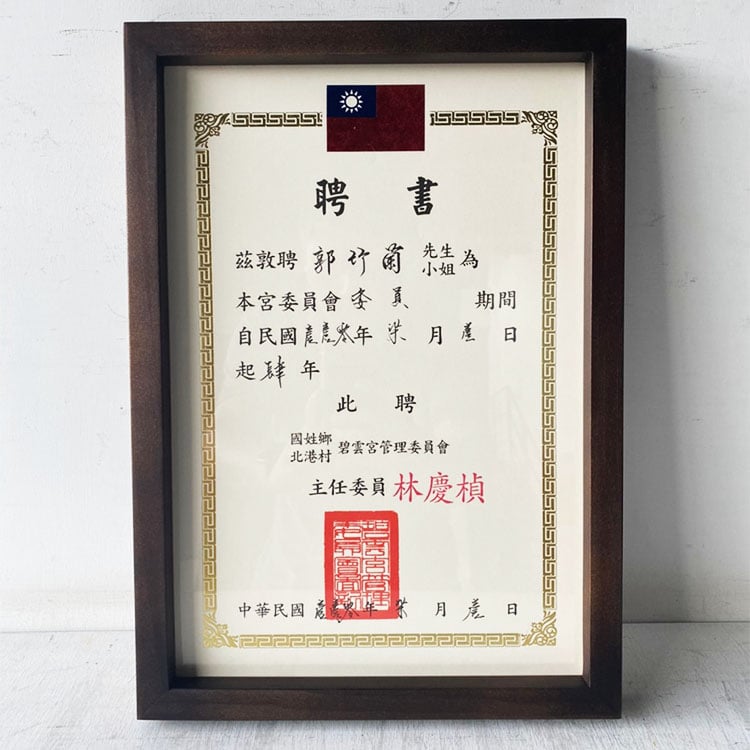 聘書
茲敦聘 郭竹蘭 先生小姐 為
本宮委員會委員 期間
自民國壹壹零年柒月壹日
起肆年
此聘
國姓鄉北港村 碧雲宮管理委員會
主任委員 林慶楨
中華民國壹壹零年柒月壹日